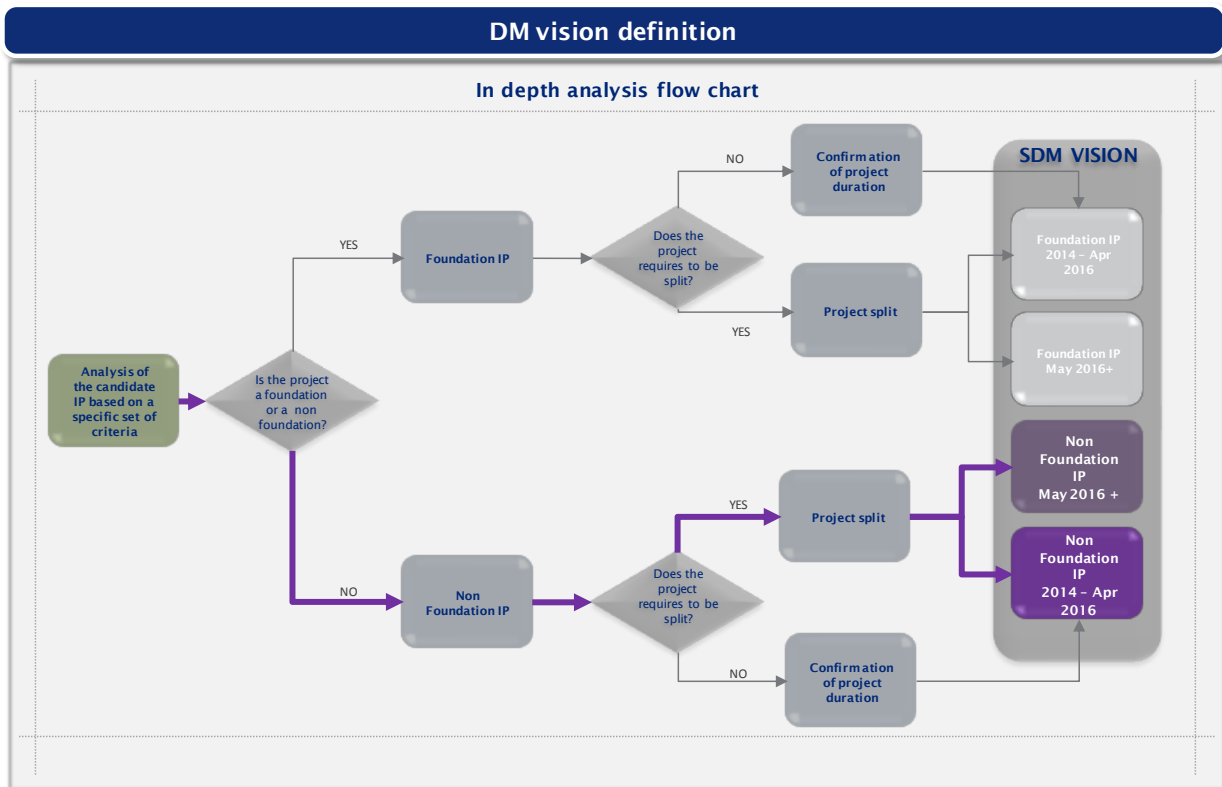 DM vision definition
In depth analysis flow chart
Confirmation
of project
duration
SDM VISION
NO
YES
Foundation IP
Does the
project
requires to be
split?
Foundation IP
2014 – Apr
2016
YES
Project split
Foundation IP
May 2016+
Analysis of
the candidate
IP based on a
specific set of
criteria
Is the project
a foundation
or a non
foundation?
Non
Foundation
IP
May 2016 +
YES
Project split
NO
Non
Foundation IP
Does the
project
requires to be
split?
Non
Foundation
IP
2014 – Apr
2016
NO
Confirmation
of project
duration